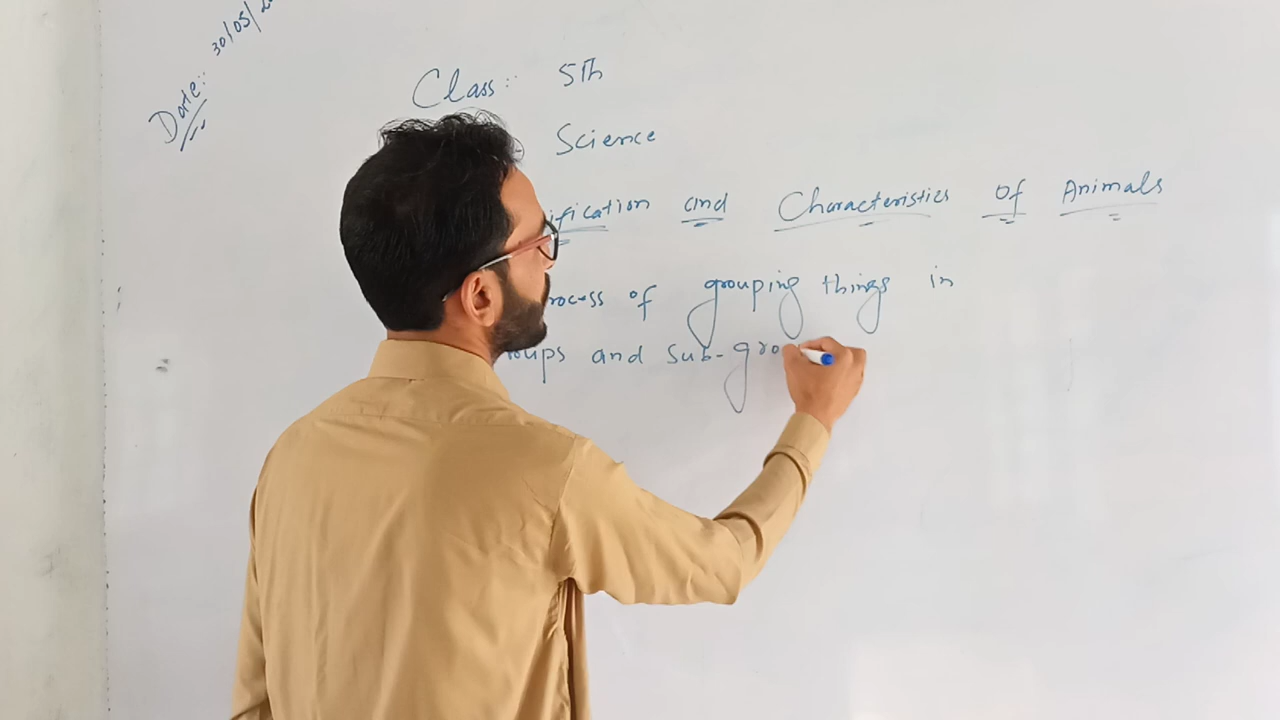 Date:: 30/05/
Class:: 5th
Science
ification and Characteristics Of Animals
rocess of grouping things in
oups and sub-gro